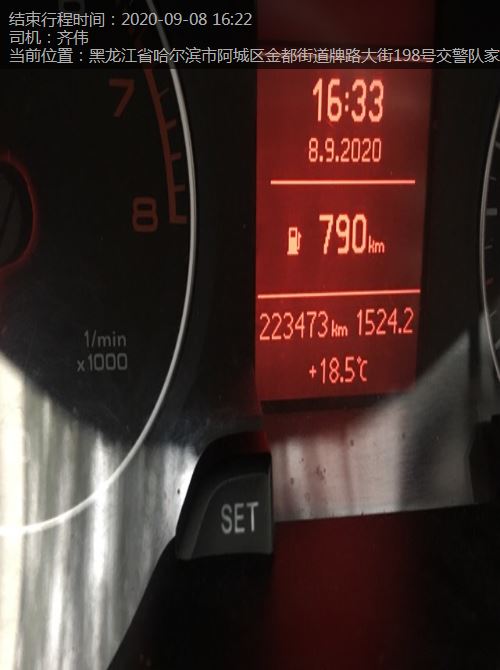 结束行程时间：2020-09-08 16:22
司机：齐伟
当前位置：黑龙江省哈尔滨市阿城区金都街道牌路大街198号交警队家
7
8
1/min
x1000
16:33
8.9.2020
790km
223473km 1524.2
+18.5℃
SET